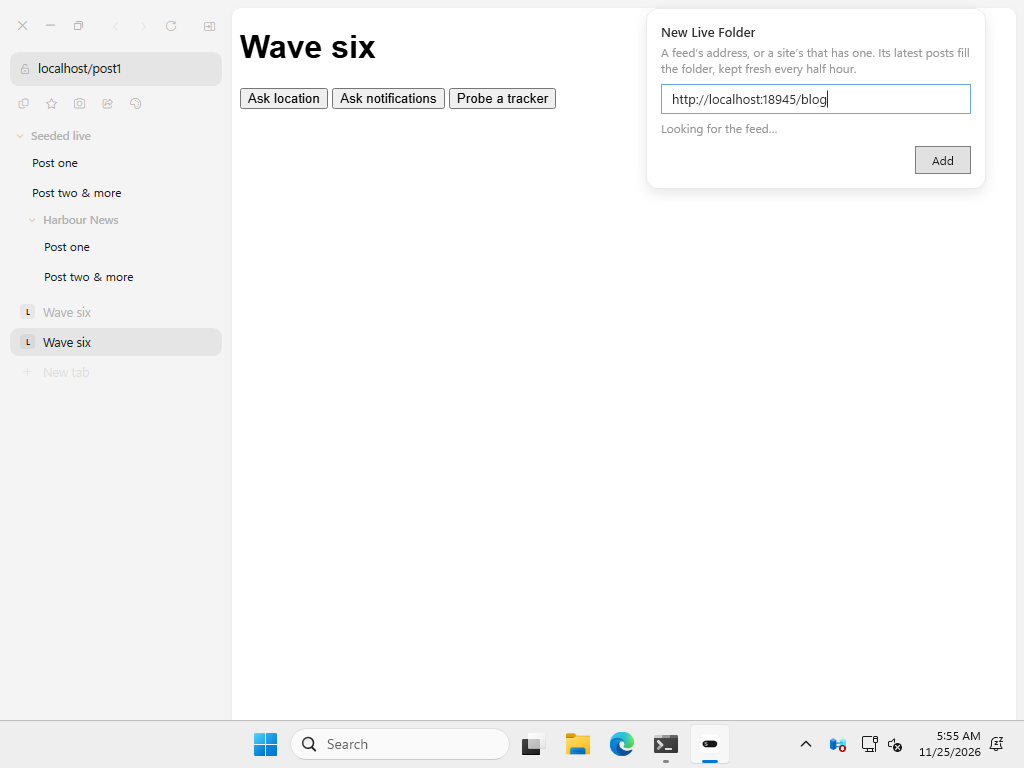 localhost/post1
Seeded live
Post one
Post two & more
Harbour News
Post one
Post two & more
L Wave six
L Wave six
+ New tab
Wave six
Ask location
Ask notifications
Probe a tracker
New Live Folder
A feed's address, or a site's that has one. Its latest posts fill
the folder, kept fresh every half hour.
http://localhost:18945/blog
Looking for the feed...
Add
Search
5:55 AM
11/25/2026